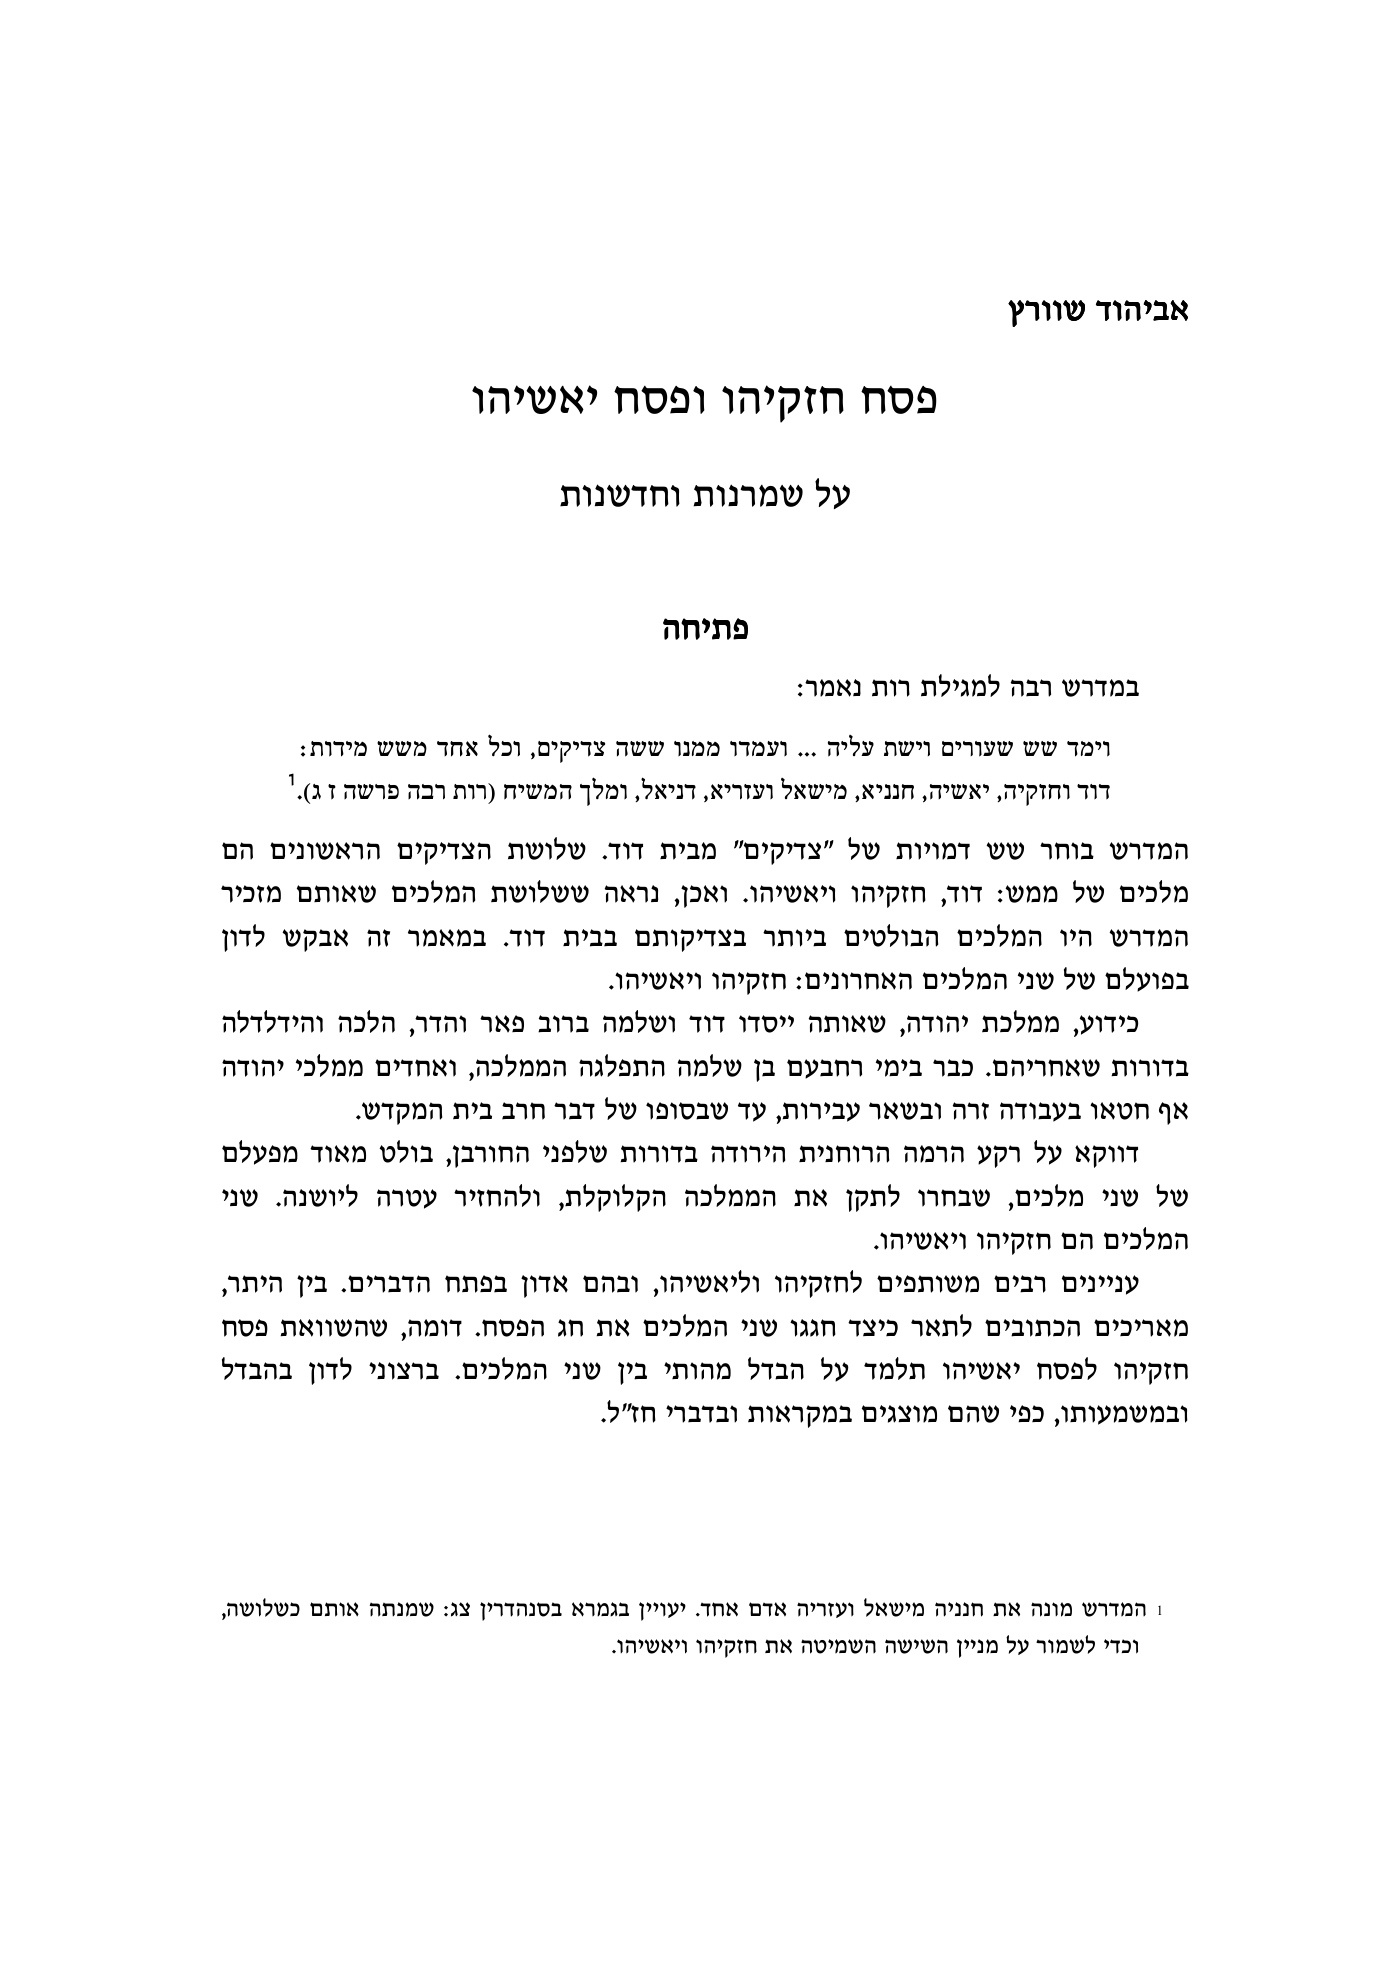 אביהוד שוורץ
פסח חזקיהו ופסח יאשיהו
על שמרנות וחדשנות
פתיחה
במדרש רבה למגילת רות נאמר:
וימד שש שעורים וישת עליה ... ועמדו ממנו ששה צדיקים, וכל אחד משש מידות:
דוד וחזקיה, יאשיה, חנניא, מישאל ועזריא, דניאל, ומלך המשיח (רות רבה פרשה ז ג).1
המדרש בוחר שש דמויות של "צדיקים" מבית דוד. שלושת הצדיקים הראשונים הם
מלכים של ממש: דוד, חזקיהו ויאשיהו. ואכן, נראה ששלושת המלכים שאותם מזכיר
המדרש היו המלכים הבולטים ביותר בצדיקותם בבית דוד. במאמר זה אבקש לדון
בפועלם של שני המלכים האחרונים: חזקיהו ויאשיהו.
כידוע, ממלכת יהודה, שאותה ייסדו דוד ושלמה ברוב פאר והדר, הלכה והידלדלה
בדורות שאחריהם. כבר בימי רחבעם בן שלמה התפלגה הממלכה, ואחדים ממלכי יהודה
אף חטאו בעבודה זרה ובשאר עבירות, עד שבסופו של דבר חרב בית המקדש.
דווקא על רקע הרמה הרוחנית הירודה בדורות שלפני החורבן, בולט מאוד מפעלם
של שני מלכים, שבחרו לתקן את הממלכה הקלוקלת, ולהחזיר עטרה ליושנה. שני
המלכים הם חזקיהו ויאשיהו.
עניינים רבים משותפים לחזקיהו וליאשיהו, ובהם אדון בפתח הדברים. בין היתר,
מאריכים הכתובים לתאר כיצד חגגו שני המלכים את חג הפסח. דומה, שהשוואת פסח
חזקיהו לפסח יאשיהו תלמד על הבדל מהותי בין שני המלכים. ברצוני לדון בהבדל
ובמשמעותו, כפי שהם מוצגים במקראות ובדברי חז"ל.
1 המדרש מונה את חנניה מישאל ועזריה אדם אחד. יעויין בגמרא בסנהדרין צג: שמנתה אותם כשלושה,
וכדי לשמור על מניין השישה השמיטה את חזקיהו ויאשיהו.